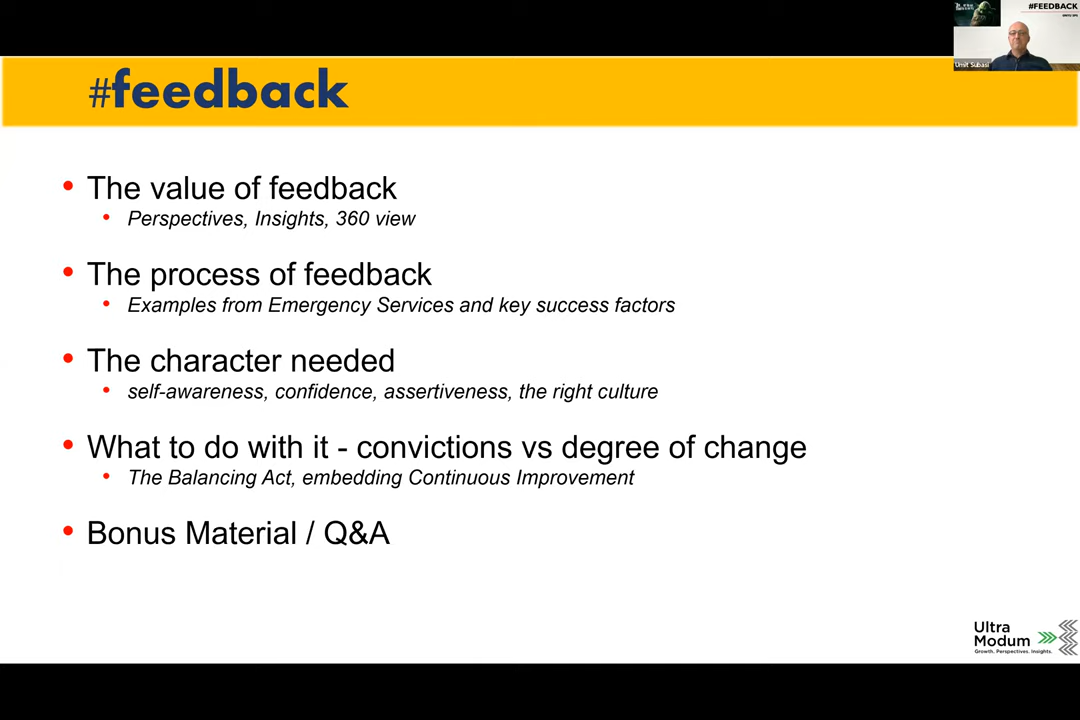 #FEEDBACK
Umit Subasi
#feedback
• The value of feedback
• Perspectives, Insights, 360 view
• The process of feedback
• Examples from Emergency Services and key success factors
• The character needed
• self-awareness, confidence, assertiveness, the right culture
• What to do with it - convictions vs degree of change
• The Balancing Act, embedding Continuous Improvement
• Bonus Material / Q&A
Ultra
Modum
Growth. Perspectives. Insights.